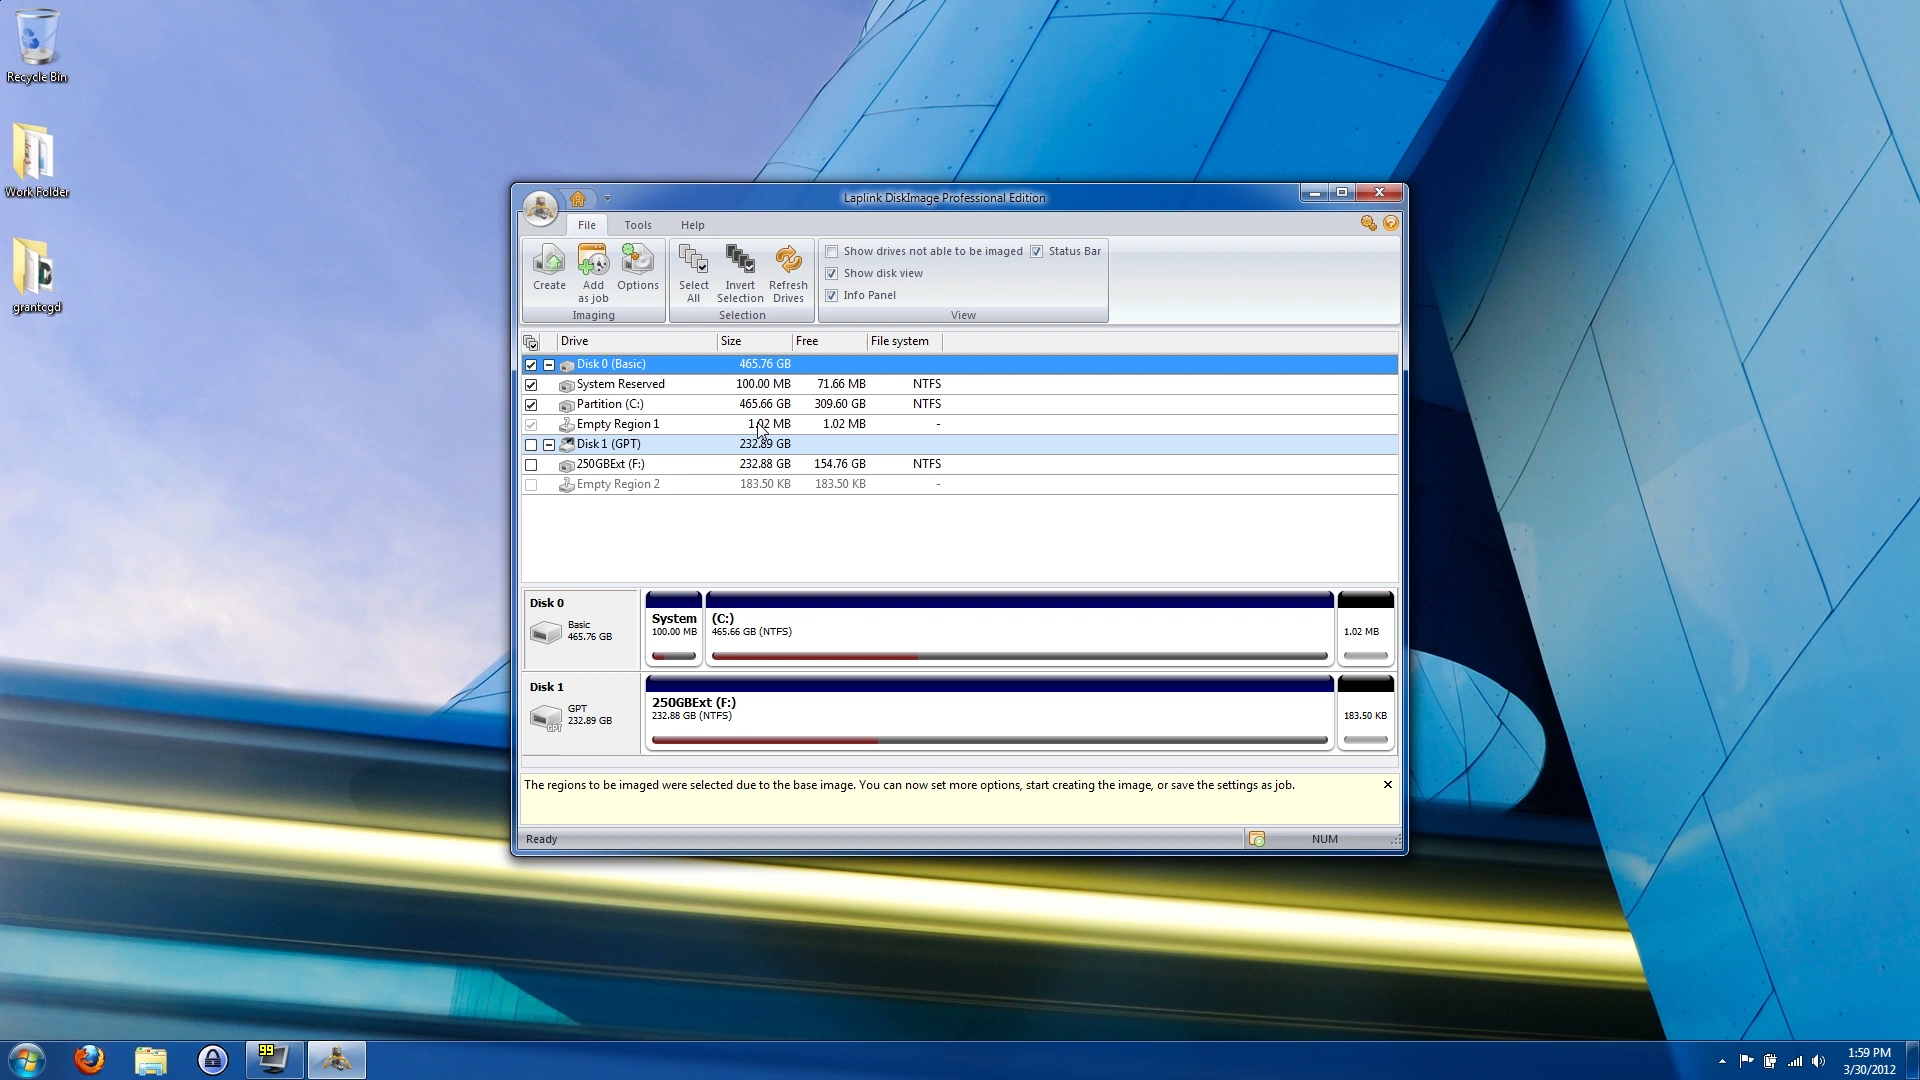 Recycle Bin
Work Folder
grantcgd
Laplink DiskImage Professional Edition
File Tools Help
Create
Add as job
Options
Imaging
Select All
Invert Selection
Refresh Drives
Selection
Show drives not able to be imaged
Status Bar
Show disk view
Info Panel
View
Drive Size Free File system
Disk 0 (Basic) 465.76 GB
System Reserved 100.00 MB 71.66 MB NTFS
Partition (C:) 465.66 GB 309.60 GB NTFS
Empty Region 1 1.02 MB 1.02 MB -
Disk 1 (GPT) 232.89 GB
250GBExt (F:) 232.88 GB 154.76 GB NTFS
Empty Region 2 183.50 KB 183.50 KB -
Disk 0
Basic
465.76 GB
System
100.00 MB
(C:)
465.66 GB (NTFS)
1.02 MB
Disk 1
GPT
232.89 GB
GPT
250GBExt (F:)
232.88 GB (NTFS)
183.50 KB
The regions to be imaged were selected due to the base image. You can now set more options, start creating the image, or save the settings as job.
Ready
NUM
99
1:59 PM
3/30/2012